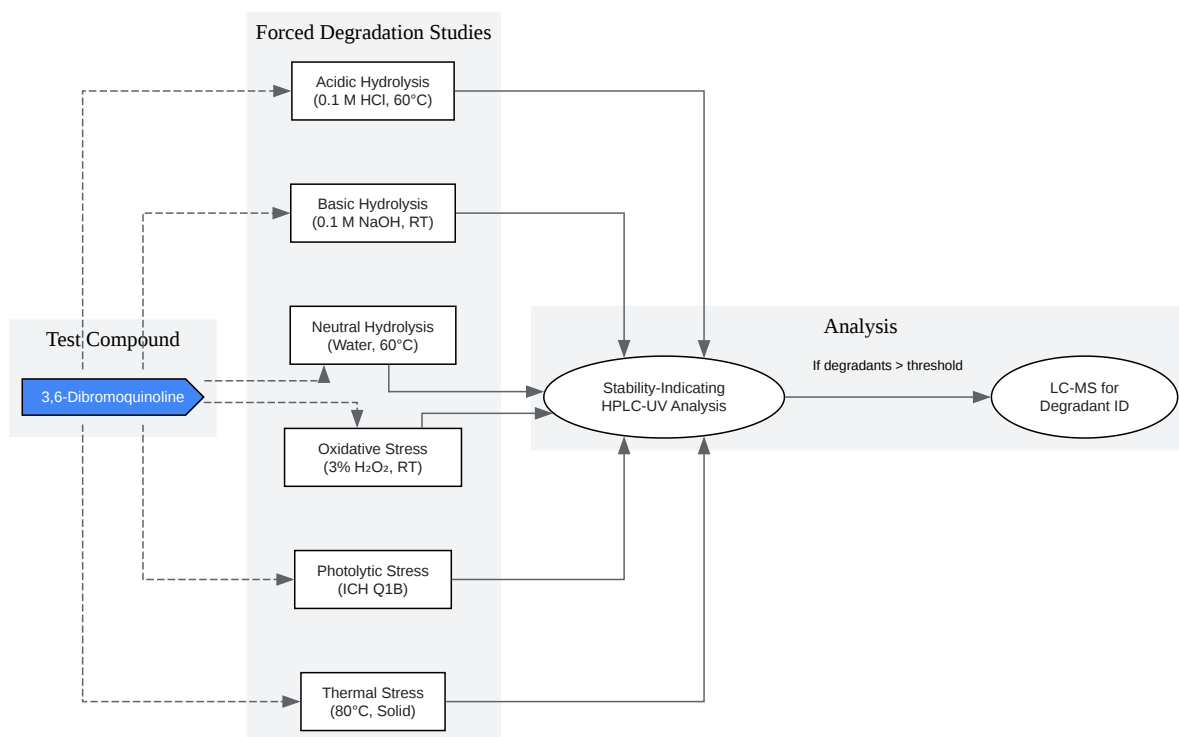 Forced Degradation Studies
Acidic Hydrolysis
(0.1 M HCl, 60°C)
Basic Hydrolysis
(0.1 M NaOH, RT)
Neutral Hydrolysis
(Water, 60°C)
Oxidative Stress
(3% H₂O₂, RT)
Photolytic Stress
(ICH Q1B)
Thermal Stress
(80°C, Solid)
Test Compound
3,6-Dibromoquinoline
Analysis
Stability-Indicating
HPLC-UV Analysis
If degradants > threshold
LC-MS for
Degradant ID